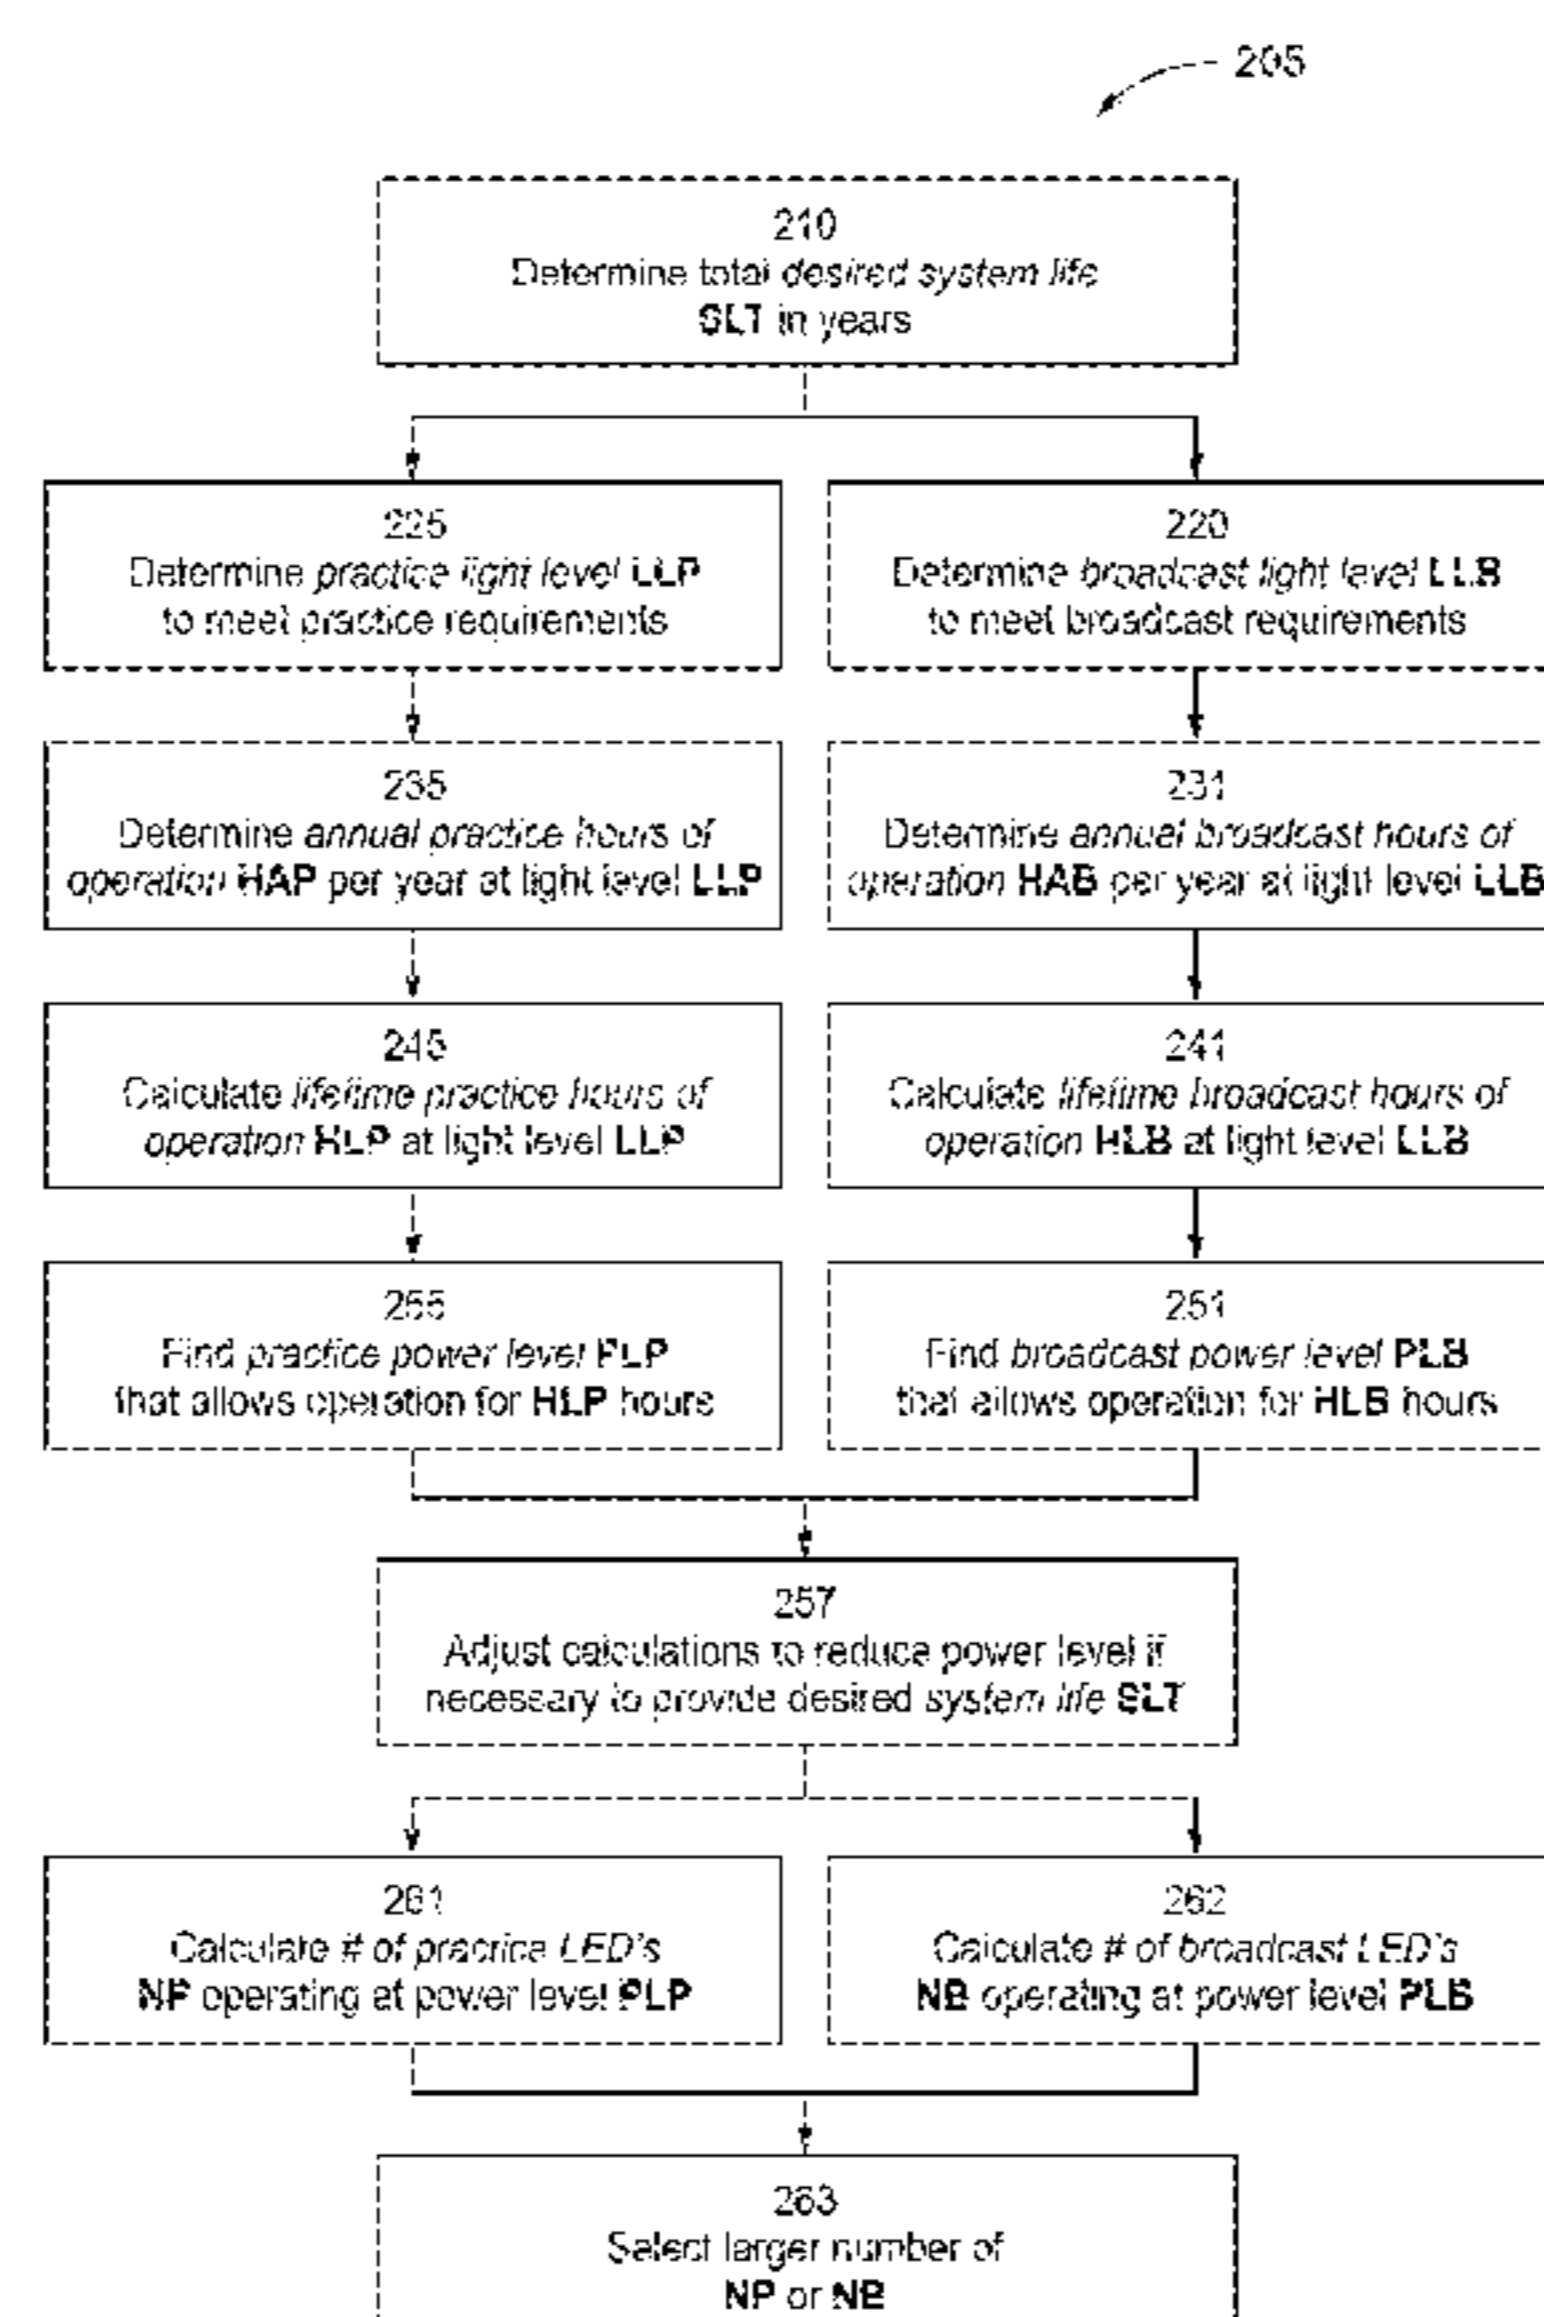 205
210
Determine total desired system life
SLT in years
225
Determine practice light level LLP
to meet practice requirements
220
Determine broadcast light level LLB
to meet broadcast requirements
235
Determine annual practice hours of
operation HAP per year at light level LLP
231
Determine annual broadcast hours of
operation HAB per year at light level LLB
245
Calculate lifetime practice hours of
operation HLP at light level LLP
241
Calculate lifetime broadcast hours of
operation HLB at light level LLB
255
Find practice power level PLP
that allows operation for HLP hours
251
Find broadcast power level PLB
that allows operation for HLB hours
257
Adjust calculations to reduce power level if
necessary to provide desired system life SLT
261
Calculate # of practice LED's
NP operating at power level PLP
262
Calculate # of broadcast LED's
NB operating at power level PLB
263
Select larger number of
NP or NB